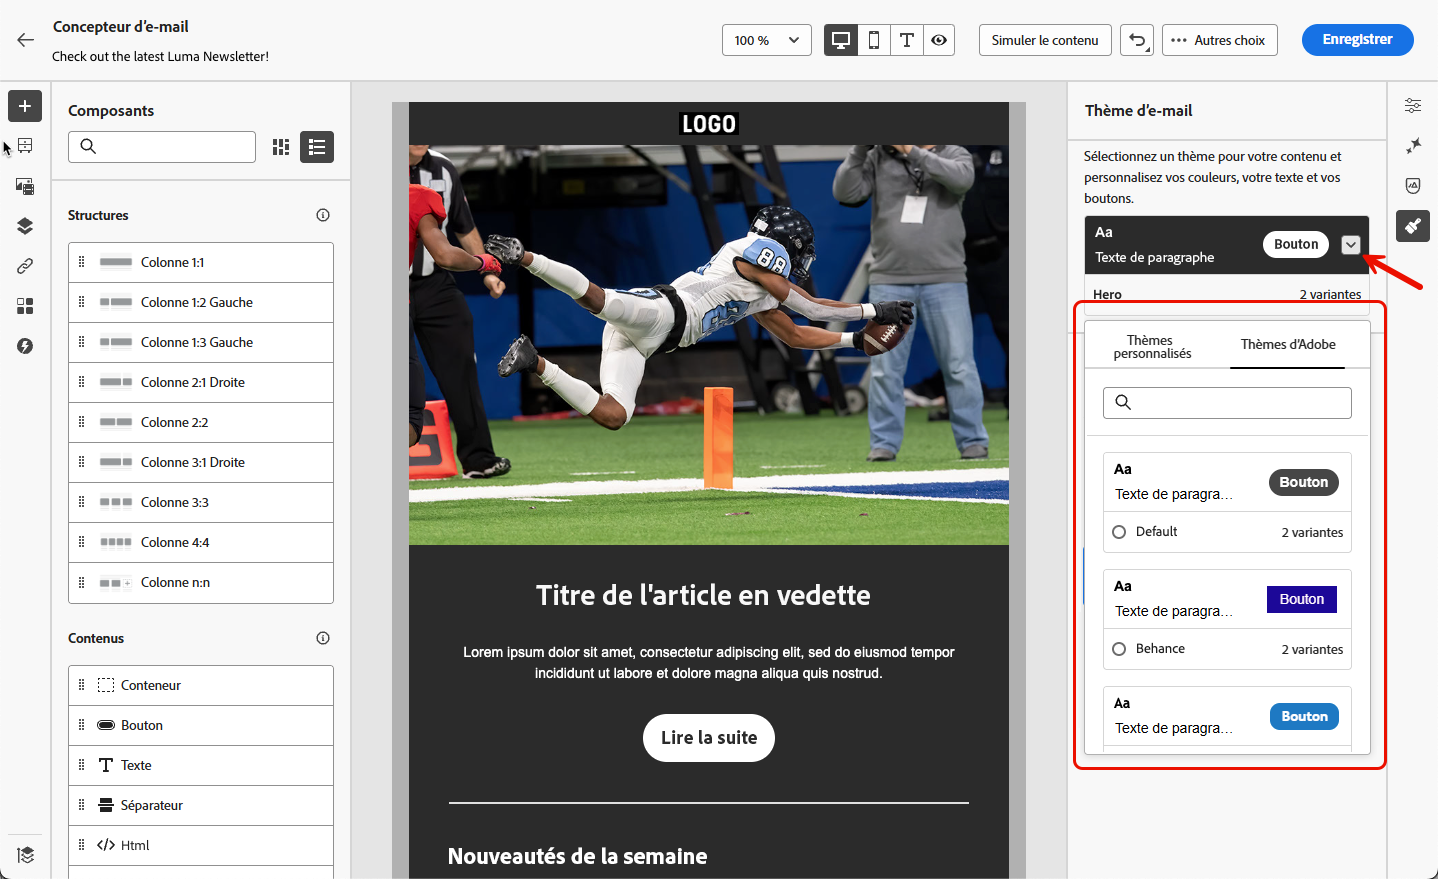 Concepteur d'e-mail
Check out the latest Luma Newsletter!
100 %
Simuler le contenu
Autres choix
Enregistrer
Composants
Structures
Colonne 1:1
Colonne 1:2 Gauche
Colonne 1:3 Gauche
Colonne 2:1 Droite
Colonne 2:2
Colonne 3:1 Droite
Colonne 3:3
Colonne 4:4
Colonne n:n
Contenus
Conteneur
Bouton
Texte
Séparateur
Html
LOGO
88
Titre de l'article en vedette
Lorem ipsum dolor sit amet, consectetur adipiscing elit, sed do eiusmod tempor
incididunt ut labore et dolore magna aliqua quis nostrud.
Lire la suite
Nouveautés de la semaine
Thème d'e-mail
Sélectionnez un thème pour votre contenu et
personnalisez vos couleurs, votre texte et vos
boutons.
Aa
Texte de paragraphe
Bouton
Hero
2 variantes
Thèmes
personnalisés
Thèmes d'Adobe
Aa
Texte de paragra...
Bouton
Default
2 variantes
Aa
Texte de paragra...
Bouton
Behance
2 variantes
Aa
Texte de paragra...
Bouton